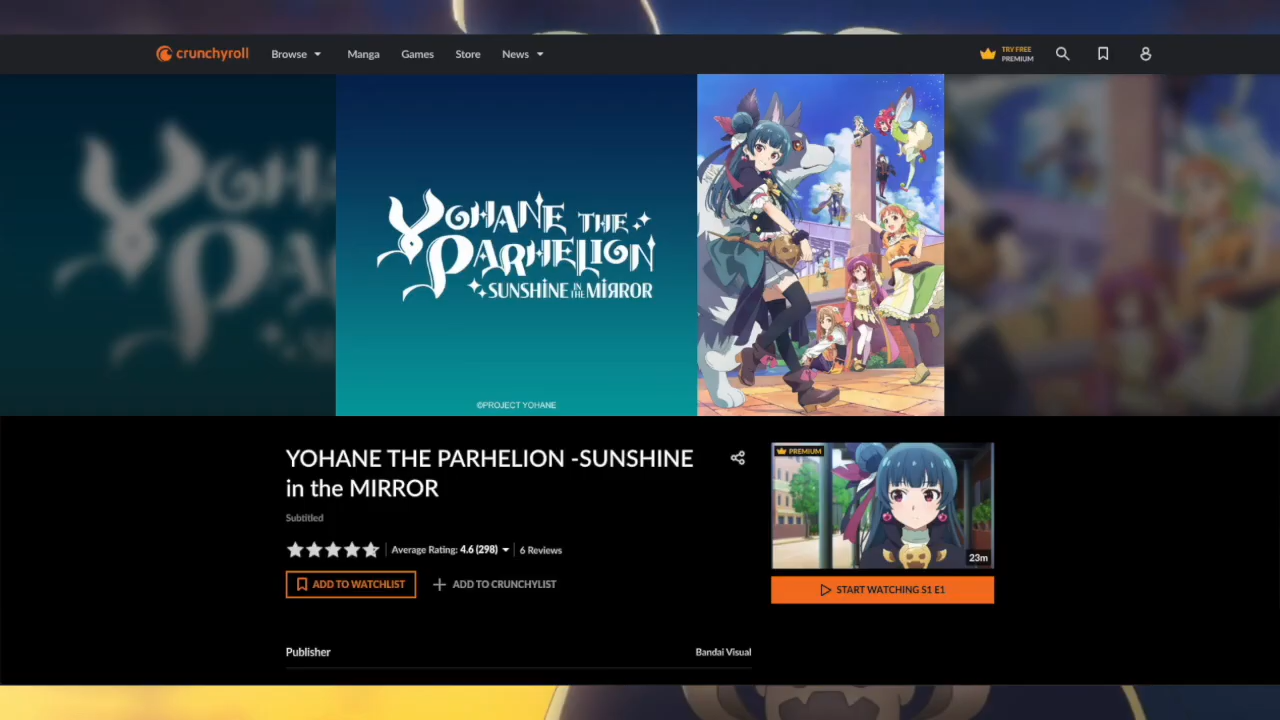 crunchyroll
Browse
Manga
Games
Store
News
TRY FREE
PREMIUM
YOHANE THE
PARHELION
SUNSHINE IN THE MIRROR
©PROJECT YOHANE
YOHANE THE PARHELION -SUNSHINE
in the MIRROR
Subtitled
Average Rating: 4.6 (298)
6 Reviews
ADD TO WATCHLIST
ADD TO CRUNCHYLIST
PREMIUM
23m
START WATCHING S1 E1
Publisher
Bandai Visual